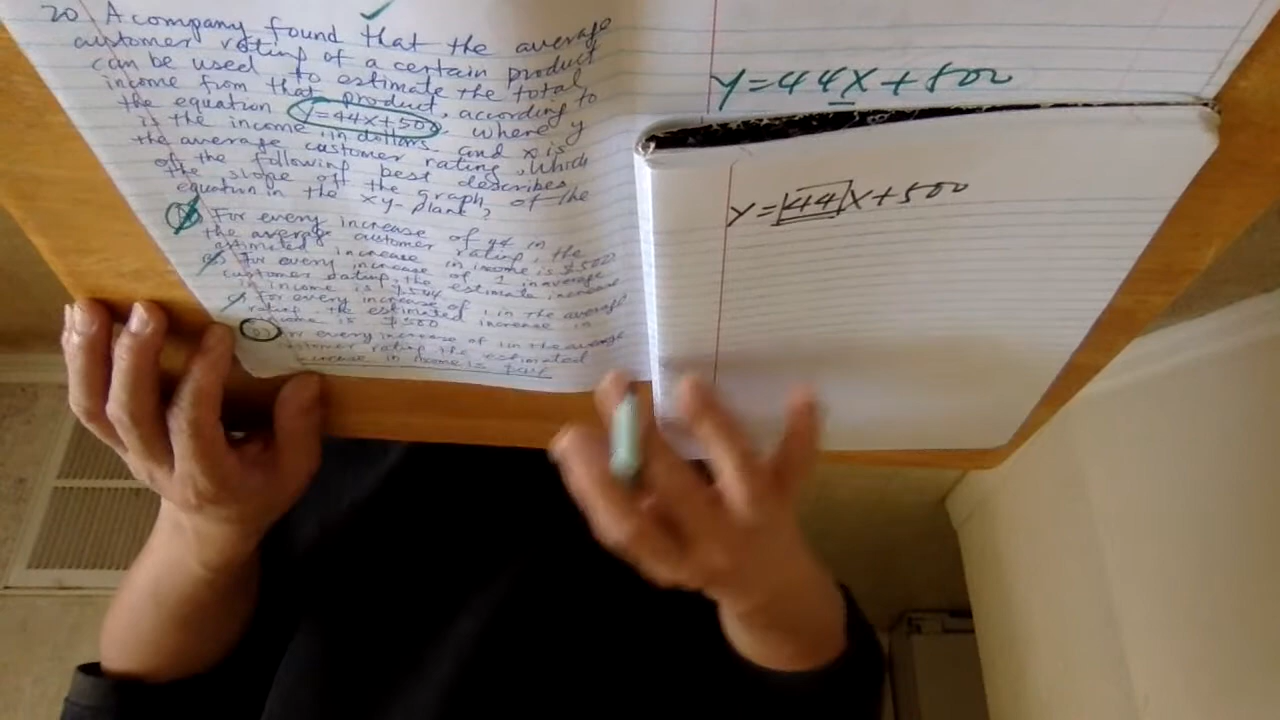 20 A company found that the average
customer rating of a certain product
can be used to estimate the total
income from that product, according to
the equation y=44x+500, where y
is the income in dollars and x is
the average customer rating, Which
of the following best describes
the slope of the graph of the
equation in the xy-plant,
For every increase of 44 in
the average customer rating, the
estimated increase in income is $500
For every increase of 1 in average
customer rating, the estimate increase
in income is
For every increase of 1 in the average
rating, the estimated increase in
income is $500
For every increase of 1 in the average
customer rating the estimated
increase in income is
Y=44X+500
y=44X+500